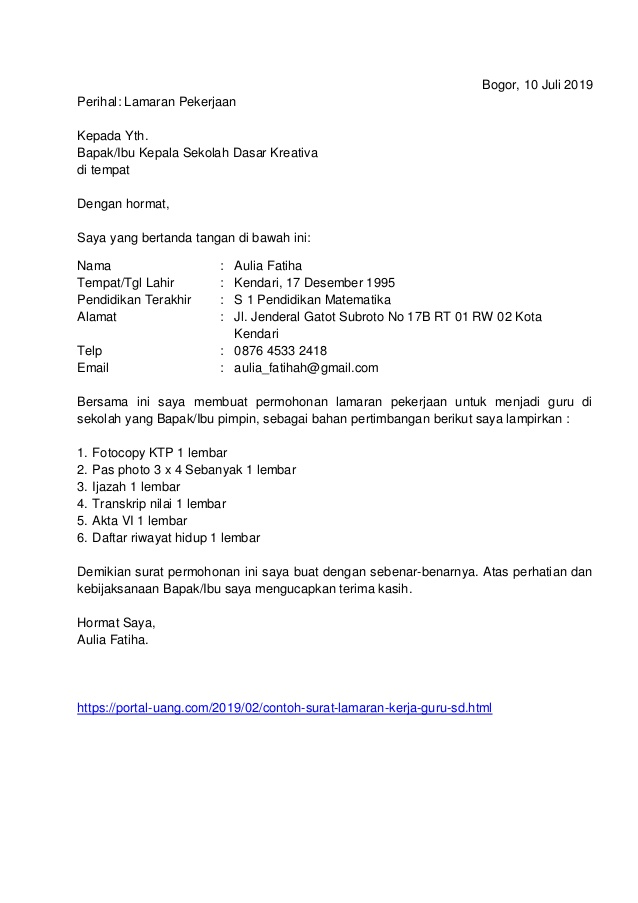 Bogor, 10 Juli 2019
Perihal: Lamaran Pekerjaan
Kepada Yth.
Bapak/Ibu Kepala Sekolah Dasar Kreativa
di tempat
Dengan hormat,
Saya yang bertanda tangan di bawah ini:
Nama : Aulia Fatiha
Tempat/Tgl Lahir : Kendari, 17 Desember 1995
Pendidikan Terakhir : S 1 Pendidikan Matematika
Alamat : Jl. Jenderal Gatot Subroto No 17B RT 01 RW 02 Kota
Kendari
Telp : 0876 4533 2418
Email : aulia_fatihah@gmail.com
Bersama ini saya membuat permohonan lamaran pekerjaan untuk menjadi guru di
sekolah yang Bapak/Ibu pimpin, sebagai bahan pertimbangan berikut saya lampirkan :
1. Fotocopy KTP 1 lembar
2. Pas photo 3 x 4 Sebanyak 1 lembar
3. Ijazah 1 lembar
4. Transkrip nilai 1 lembar
5. Akta VI 1 lembar
6. Daftar riwayat hidup 1 lembar
Demikian surat permohonan ini saya buat dengan sebenar-benarnya. Atas perhatian dan
kebijaksanaan Bapak/Ibu saya mengucapkan terima kasih.
Hormat Saya,
Aulia Fatiha.
https://portal-uang.com/2019/02/contoh-surat-lamaran-kerja-guru-sd.html